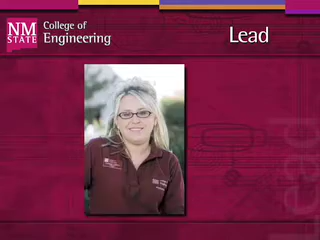 NM
STATE
College of
Engineering
Lead
Lead